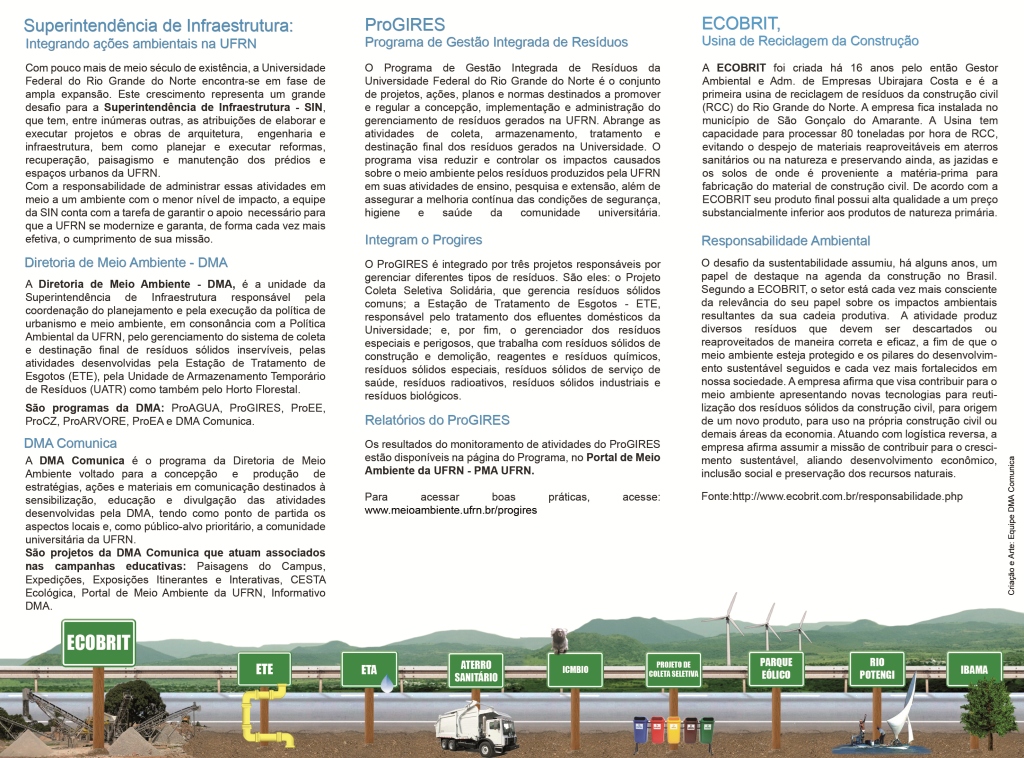 Superintendência de Infraestrutura:
Integrando ações ambientais na UFRN
Com pouco mais de meio século de existência, a Universidade
Federal do Rio Grande do Norte encontra-se em fase de
ampla expansão. Este crescimento representa um grande
desafio para a Superintendência de Infraestrutura - SIN,
que tem, entre inúmeras outras, as atribuições de elaborar e
executar projetos e obras de arquitetura, engenharia e
infraestrutura, bem como planejar e executar reformas,
recuperação, paisagismo e manutenção dos prédios e
espaços urbanos da UFRN.
Com a responsabilidade de administrar essas atividades em
meio a um ambiente com o menor nível de impacto, a equipe
da SIN conta com a tarefa de garantir o apoio necessário para
que a UFRN se modernize e garanta, de forma cada vez mais
efetiva, o cumprimento de sua missão.
Diretoria de Meio Ambiente - DMA
A Diretoria de Meio Ambiente - DMA, é a unidade da
Superintendência de Infraestrutura responsável pela
coordenação do planejamento e pela execução da política de
urbanismo e meio ambiente, em consonância com a Política
Ambiental da UFRN, pelo gerenciamento do sistema de coleta
e destinação final de resíduos sólidos inservíveis, pelas
atividades desenvolvidas pela Estação de Tratamento de
Esgotos (ETE), pela Unidade de Armazenamento Temporário
de Resíduos (UATR) como também pelo Horto Florestal.
São programas da DMA: ProAGUA, ProGIRES, ProEE,
ProCZ, ProARVORE, ProEA e DMA Comunica.
DMA Comunica
A DMA Comunica é o programa da Diretoria de Meio
Ambiente voltado para a concepção e produção de
estratégias, ações e materiais em comunicação destinados à
sensibilização, educação e divulgação das atividades
desenvolvidas pela DMA, tendo como ponto de partida os
aspectos locais e, como público-alvo prioritário, a comunidade
universitária da UFRN.
São projetos da DMA Comunica que atuam associados
nas campanhas educativas: Paisagens do Campus,
Expedições, Exposições Itinerantes e Interativas, CESTA
Ecológica, Portal de Meio Ambiente da UFRN, Informativo
DMA.
ProGIRES
Programa de Gestão Integrada de Resíduos
O Programa de Gestão Integrada de Resíduos da
Universidade Federal do Rio Grande do Norte é o conjunto
de projetos, ações, planos e normas destinados a promover
e regular a concepção, implementação e administração do
gerenciamento de resíduos gerados na UFRN. Abrange as
atividades de coleta, armazenamento, tratamento e
destinação final dos resíduos gerados na Universidade. O
programa visa reduzir e controlar os impactos causados
sobre o meio ambiente pelos resíduos produzidos pela UFRN
em suas atividades de ensino, pesquisa e extensão, além de
assegurar a melhoria contínua das condições de segurança,
higiene e saúde da comunidade universitária.
Integram o Progires
O ProGIRES é integrado por três projetos responsáveis por
gerenciar diferentes tipos de resíduos. São eles: o Projeto
Coleta Seletiva Solidária, que gerencia resíduos sólidos
comuns; a Estação de Tratamento de Esgotos - ETE,
responsável pelo tratamento dos efluentes domésticos da
Universidade; e, por fim, o gerenciador dos resíduos
especiais e perigosos, que trabalha com resíduos sólidos de
construção e demolição, reagentes e resíduos químicos,
resíduos sólidos especiais, resíduos sólidos de serviço de
saúde, resíduos radioativos, resíduos sólidos industriais e
resíduos biológicos.
Relatórios do ProGIRES
Os resultados do monitoramento de atividades do ProGIRES
estão disponíveis na página do Programa, no Portal de Meio
Ambiente da UFRN - PMA UFRN.
Para acessar boas práticas, acesse:
www.meioambiente.ufrn.br/progires
ECOBRIT,
Usina de Reciclagem da Construção
A ECOBRIT foi criada há 16 anos pelo então Gestor
Ambiental e Adm. de Empresas Ubirajara Costa e é a
primeira usina de reciclagem de resíduos da construção civil
(RCC) do Rio Grande do Norte. A empresa fica instalada no
município de São Gonçalo do Amarante. A Usina tem
capacidade para processar 80 toneladas por hora de RCC,
evitando o despejo de materiais reaproveitáveis em aterros
sanitários ou na natureza e preservando ainda, as jazidas e
os solos de onde é proveniente a matéria-prima para
fabricação do material de construção civil. De acordo com a
ECOBRIT seu produto final possui alta qualidade a um preço
substancialmente inferior aos produtos de natureza primária.
Responsabilidade Ambiental
O desafio da sustentabilidade assumiu, há alguns anos, um
papel de destaque na agenda da construção no Brasil.
Segundo a ECOBRIT, o setor está cada vez mais consciente
da relevância do seu papel sobre os impactos ambientais
resultantes da sua cadeia produtiva. A atividade produz
diversos resíduos que devem ser descartados ou
reaproveitados de maneira correta e eficaz, a fim de que o
meio ambiente esteja protegido e os pilares do desenvolvim-
ento sustentável seguidos e cada vez mais fortalecidos em
nossa sociedade. A empresa afirma que visa contribuir para o
meio ambiente apresentando novas tecnologias para reuti-
lização dos resíduos sólidos da construção civil, para origem
de um novo produto, para uso na própria construção civil ou
demais áreas da economia. Atuando com logística reversa, a
empresa afirma assumir a missão de contribuir para o cresci-
mento sustentável, aliando desenvolvimento econômico,
inclusão social e preservação dos recursos naturais.
Fonte:http://www.ecobrit.com.br/responsabilidade.php
Criação e Arte: Equipe DMA Comunica
ECOBRIT
ETE
ETA
ATERRO
SANITÁRIO
ICMBIO
PROJETO DE
COLETA SELETIVA
PARQUE
EÓLICO
RIO
POTENGI
IBAMA